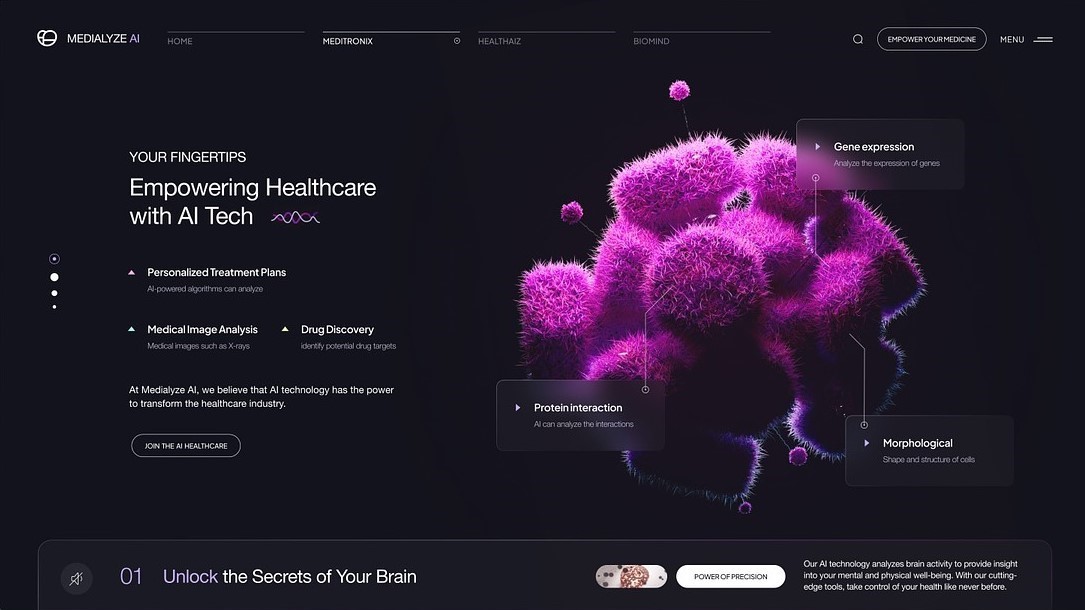 MEDIALYZE AI
HOME
MEDITRONIX
HEALTHAIZ
BIOMIND
EMPOWER YOUR MEDICINE
MENU
YOUR FINGERTIPS
Empowering Healthcare
with AI Tech
Personalized Treatment Plans
AI-powered algorithms can analyze
Medical Image Analysis
Medical images such as X-rays
Drug Discovery
identify potential drug targets
At Medialyze AI, we believe that AI technology has the power
to transform the healthcare industry.
JOIN THE AI HEALTHCARE
Gene expression
Analyze the expression of genes
Protein interaction
AI can analyze the interactions
Morphological
Shape and structure of cells
01
Unlock the Secrets of Your Brain
POWER OF PRECISION
Our AI technology analyzes brain activity to provide insight
into your mental and physical well-being. With our cutting-
edge tools, take control of your health like never before.